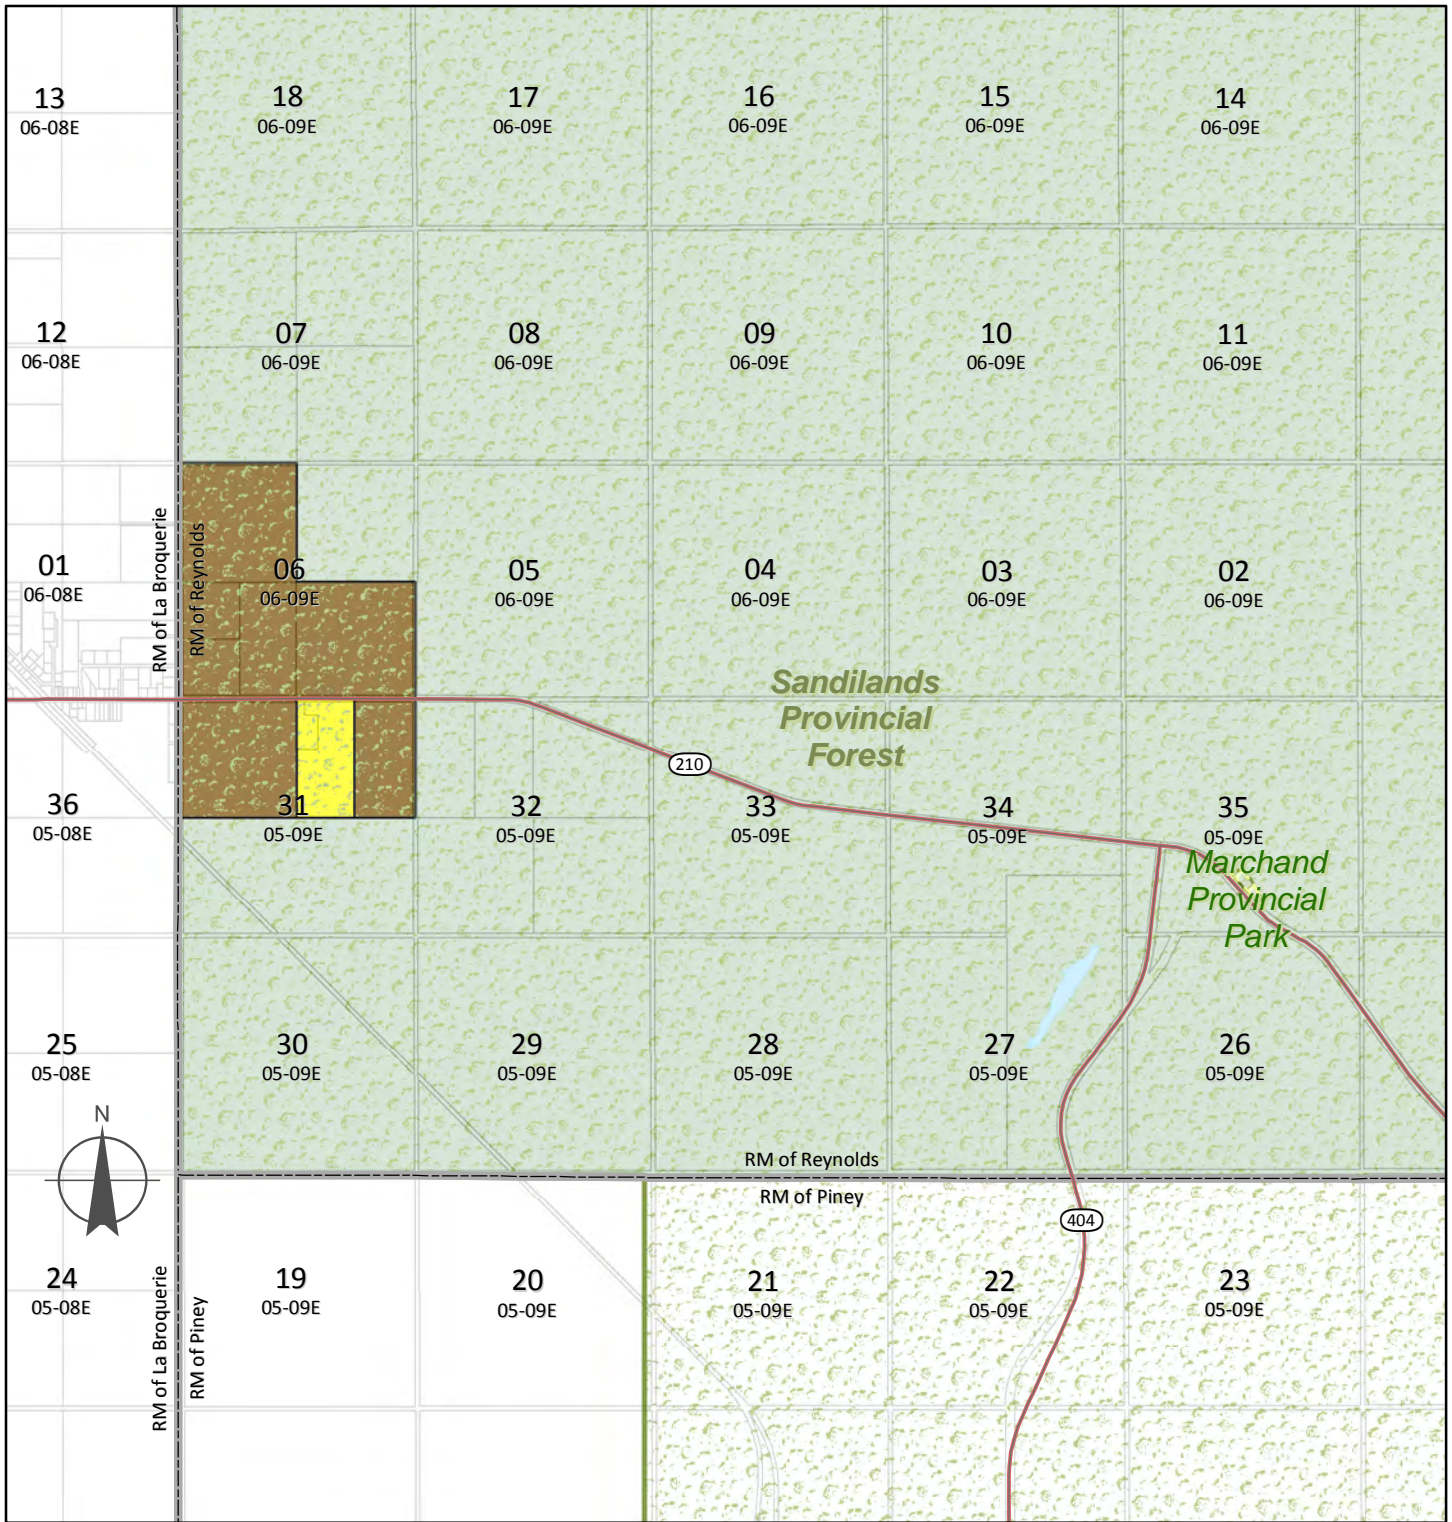 13
06-08E
18
06-09E
17
06-09E
16
06-09E
15
06-09E
14
06-09E
12
06-08E
07
06-09E
08
06-09E
09
06-09E
10
06-09E
11
06-09E
RM of La Broquerie
RM of Reynolds
01
06-08E
06
06-09E
05
06-09E
04
06-09E
03
06-09E
02
06-09E
Sandilands
Provincial
Forest
210
36
05-08E
31
05-09E
32
05-09E
33
05-09E
34
05-09E
35
05-09E
Marchand
Provincial
Park
25
05-08E
30
05-09E
29
05-09E
28
05-09E
27
05-09E
26
05-09E
N
RM of Reynolds
RM of Piney
404
24
05-08E
RM of La Broquerie
RM of Piney
19
05-09E
20
05-09E
21
05-09E
22
05-09E
23
05-09E